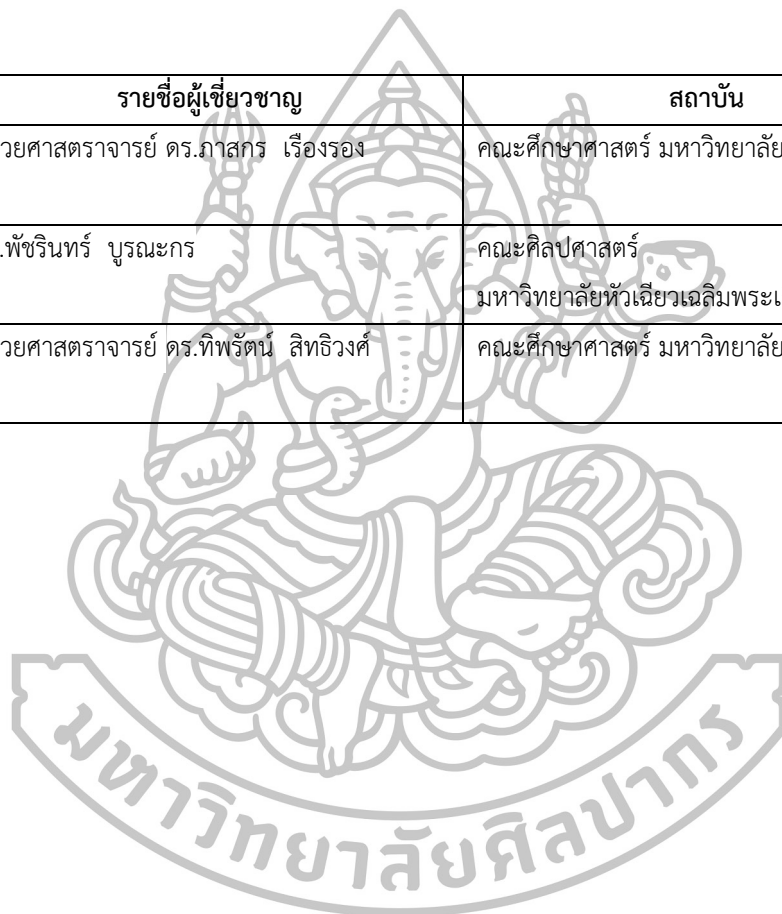 รายชื่อผู้เชี่ยวชาญ สถาบัน
วยศาสตราจารย์ ดร.ภาสกร เรืองรอง คณะศึกษาศาสตร์ มหาวิทยาลัย
.พัชรินทร์ บูรณะกร คณะศิลปศาสตร์
มหาวิทยาลัยหัวเฉียวเฉลิมพระเ
วยศาสตราจารย์ ดร.ทิพรัตน์ สิทธิวงศ์ คณะศึกษาศาสตร์ มหาวิทยาลัย
มหาวิทยาลัยศิลปากร